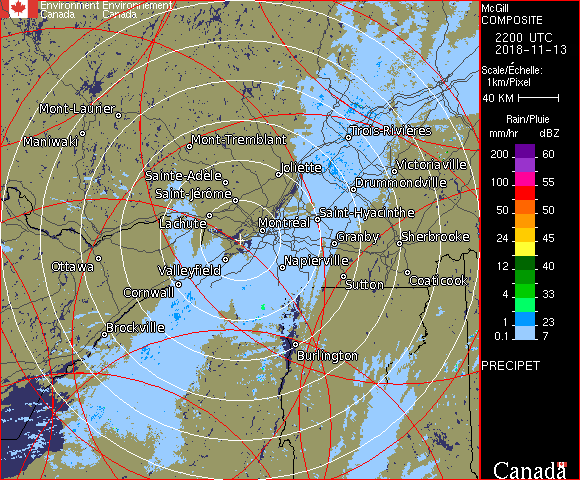 Environment Environnement
Canada Canada
McGill
COMPOSITE
2200 UTC
2018-11-13
Scale/Échelle:
1km/Pixel
40 KM
Rain/Pluie
mm/hr dBZ
200 60
100 55
50 50
24 45
12 40
4 33
1 23
0.1 7
PRECIPET
Canada
Mont-Laurier
Maniwaki
Mont-Tremblant
Trois-Rivières
Sainte-Adèle
Joliette
Victoriaville
Saint-Jérôme
Drummondville
Lachute
Montréal
Saint-Hyacinthe
Granby
Sherbrooke
Ottawa
Valleyfield
Napierville
Cornwall
Sutton
Coaticook
Brockville
Burlington